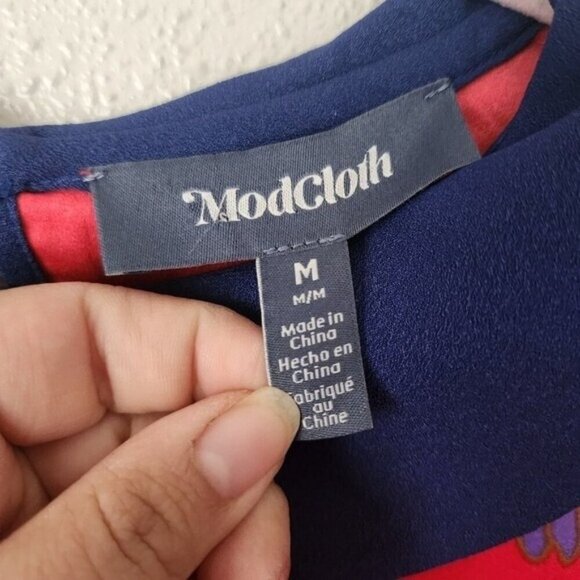 ModCloth
M
M/M
Made in
China
Hecho en
China
Fabriqué
au
Chine